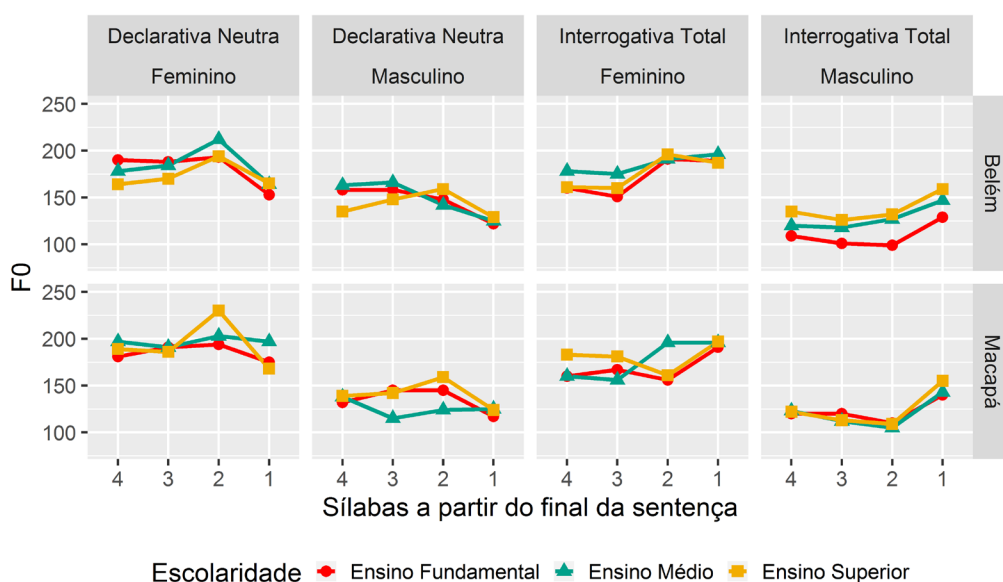 Declarativa Neutra Declarativa Neutra Interrogativa Total Interrogativa Total
Feminino Masculino Feminino Masculino
250
200
150
100
Belém
F0
250
200
150
100
Macapá
4 3 2 1 4 3 2 1 4 3 2 1 4 3 2 1
Sílabas a partir do final da sentença
Escolaridade Ensino Fundamental Ensino Médio Ensino Superior